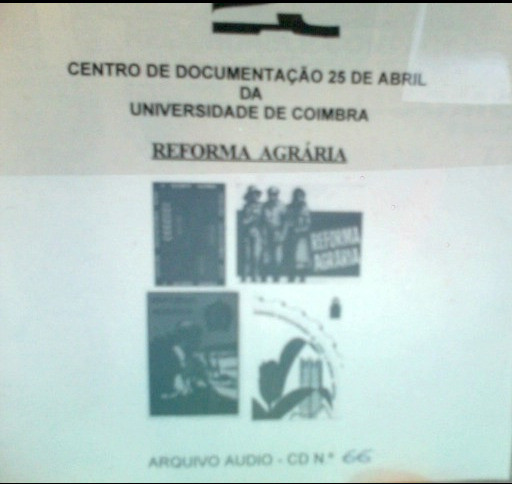 CENTRO DE DOCUMENTAÇÃO 25 DE ABRIL
DA
UNIVERSIDADE DE COIMBRA
REFORMA AGRÁRIA
REFORMA
AGRÁRIA
ARQUIVO AUDIO - CD N.º 66